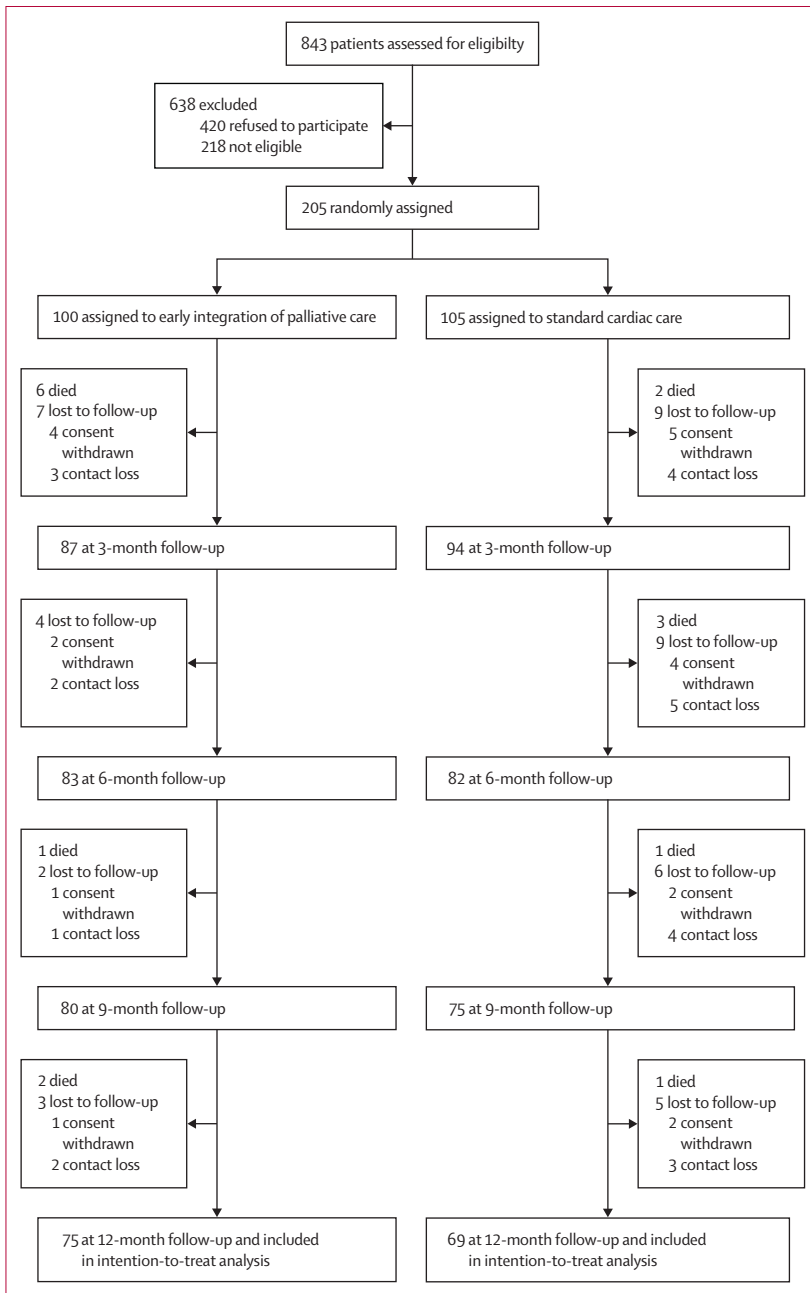 843 patients assessed for eligibilty
638 excluded
420 refused to participate
218 not eligible
205 randomly assigned
100 assigned to early integration of palliative care
105 assigned to standard cardiac care
6 died
7 lost to follow-up
4 consent
withdrawn
3 contact loss
2 died
9 lost to follow-up
5 consent
withdrawn
4 contact loss
87 at 3-month follow-up
94 at 3-month follow-up
4 lost to follow-up
2 consent
withdrawn
2 contact loss
3 died
9 lost to follow-up
4 consent
withdrawn
5 contact loss
83 at 6-month follow-up
82 at 6-month follow-up
1 died
2 lost to follow-up
1 consent
withdrawn
1 contact loss
1 died
6 lost to follow-up
2 consent
withdrawn
4 contact loss
80 at 9-month follow-up
75 at 9-month follow-up
2 died
3 lost to follow-up
1 consent
withdrawn
2 contact loss
1 died
5 lost to follow-up
2 consent
withdrawn
3 contact loss
75 at 12-month follow-up and included
in intention-to-treat analysis
69 at 12-month follow-up and included
in intention-to-treat analysis